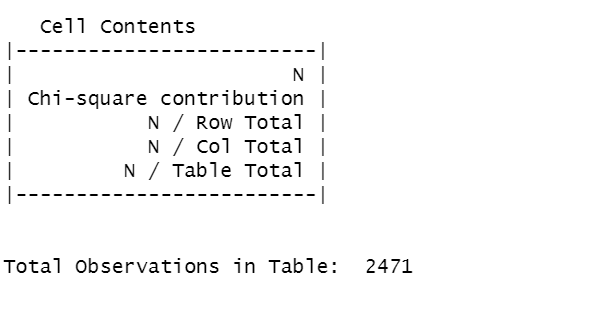 Cell Contents
|-------------------------|
|                       N |
| Chi-square contribution |
|           N / Row Total |
|           N / Col Total |
|         N / Table Total |
|-------------------------|
Total Observations in Table:  2471